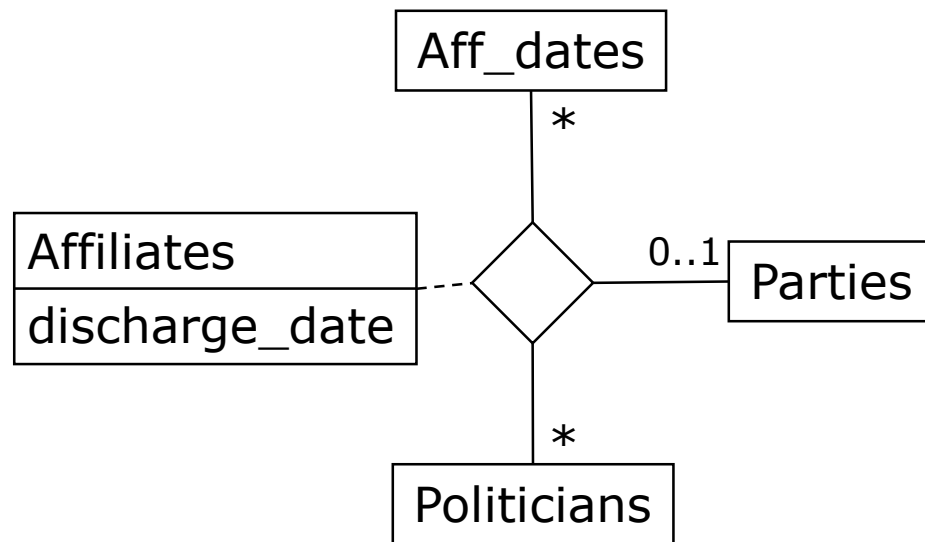 Aff_dates
*
Affiliates
discharge_date
0..1
Parties
*
Politicians